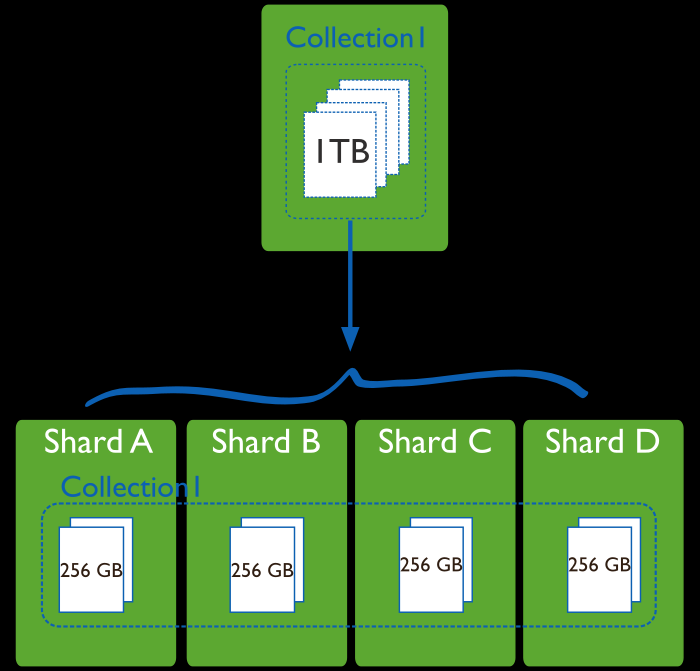 Collection1
1TB
Shard A
Shard B
Shard C
Shard D
Collection1
256 GB
256 GB
256 GB
256 GB